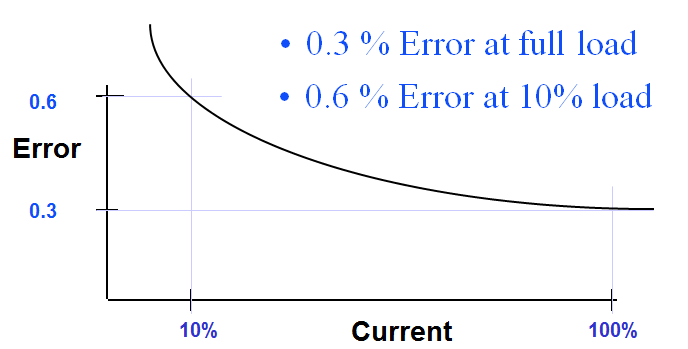 • 0.3 % Error at full load
0.6
• 0.6 % Error at 10% load
Error
0.3
10%
Current
100%